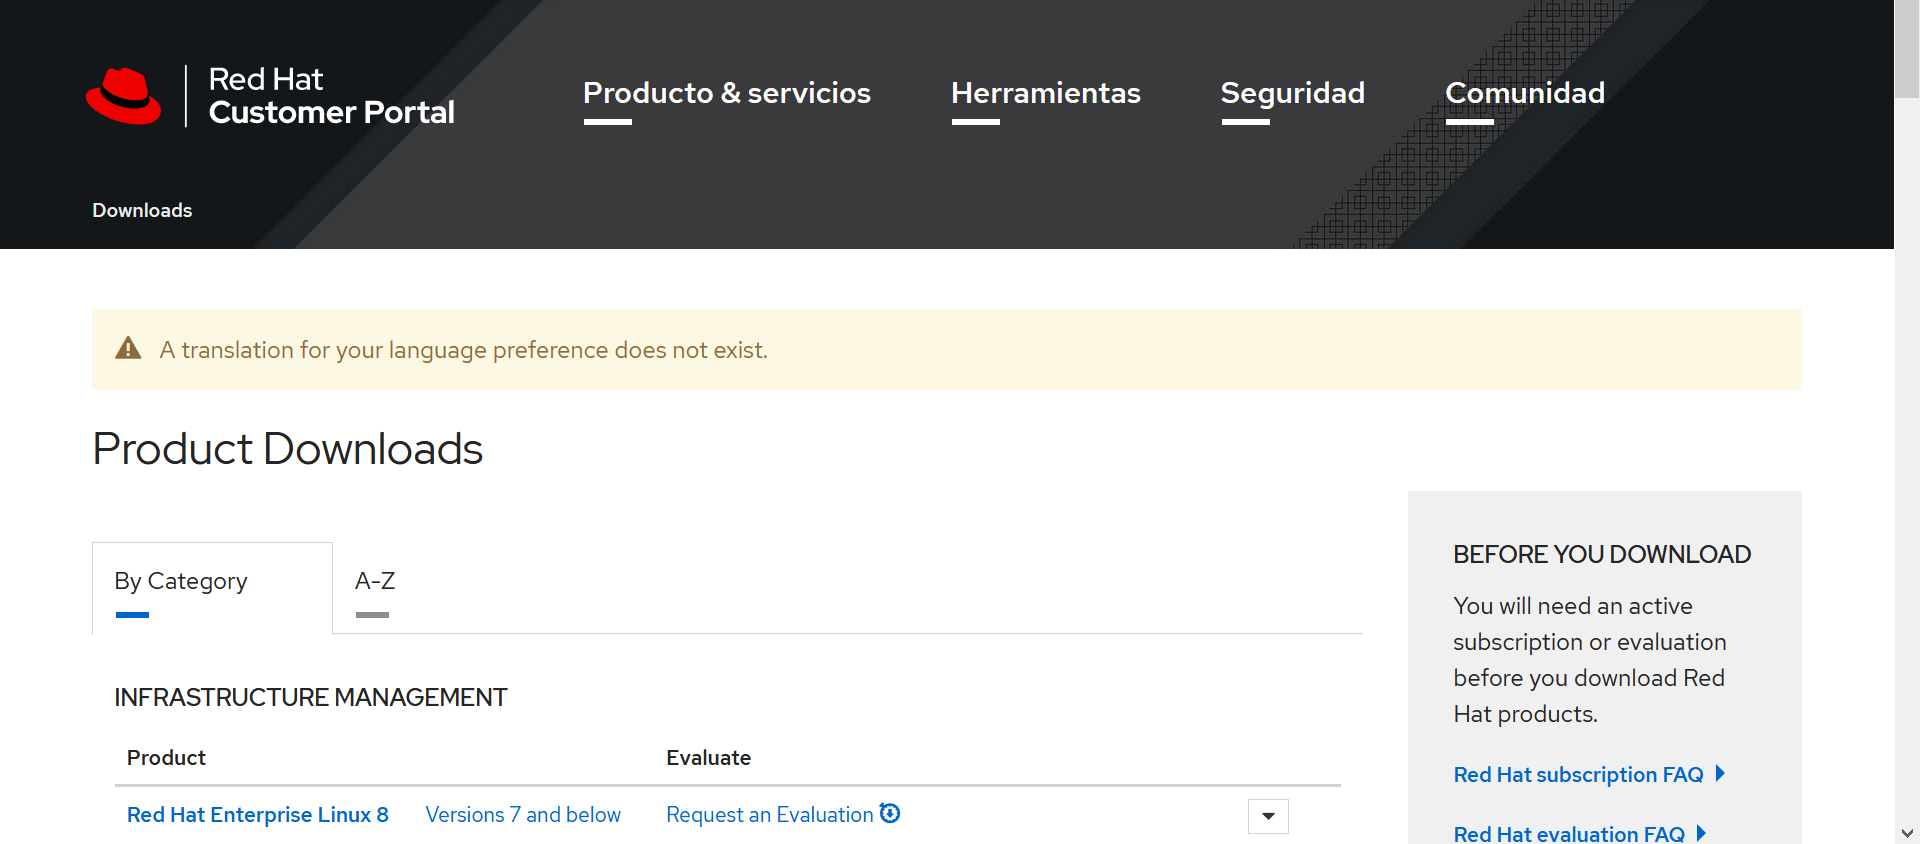 Red Hat
Customer Portal
Producto & servicios
Herramientas
Seguridad
Comunidad
Downloads
A translation for your language preference does not exist.
Product Downloads
By Category
A-Z
INFRASTRUCTURE MANAGEMENT
Product
Evaluate
Red Hat Enterprise Linux 8
Versions 7 and below
Request an Evaluation
BEFORE YOU DOWNLOAD
You will need an active
subscription or evaluation
before you download Red
Hat products.
Red Hat subscription FAQ
Red Hat evaluation FAQ